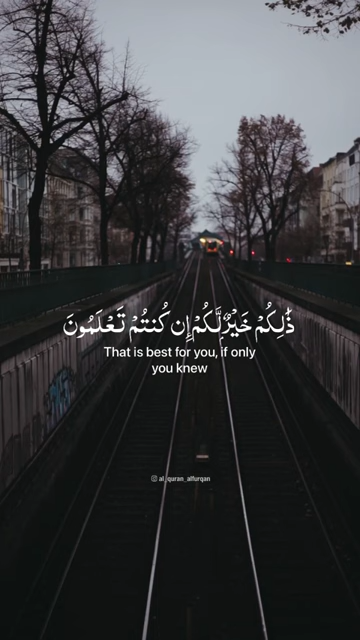 ذَٰلِكُمْ خَيْرٌ لَّكُمْ إِن كُنتُمْ تَعْلَمُونَ
That is best for you, if only
you knew
al_quran_alfurqan